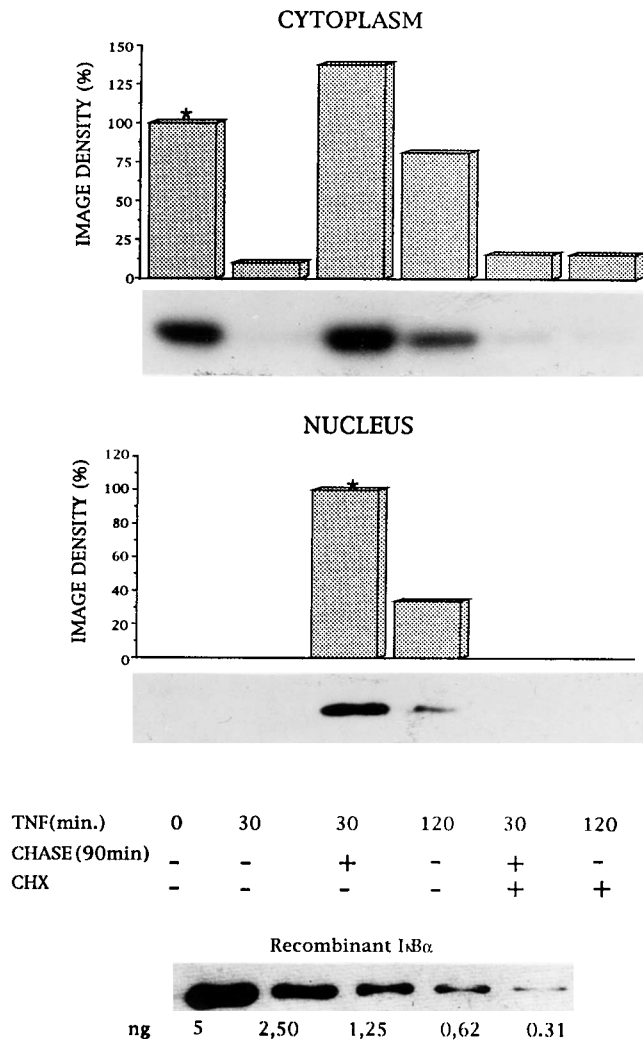 CYTOPLASM
IMAGE DENSITY (%)
150
125
100
75
50
25
0
NUCLEUS
IMAGE DENSITY (%)
120
100
80
60
40
20
0
TNF(min.) 0 30 30 120 30 120
CHASE (90min) - - + - + -
CHX - - - - + +
Recombinant IκBα
ng 5 2,50 1,25 0,62 0.31